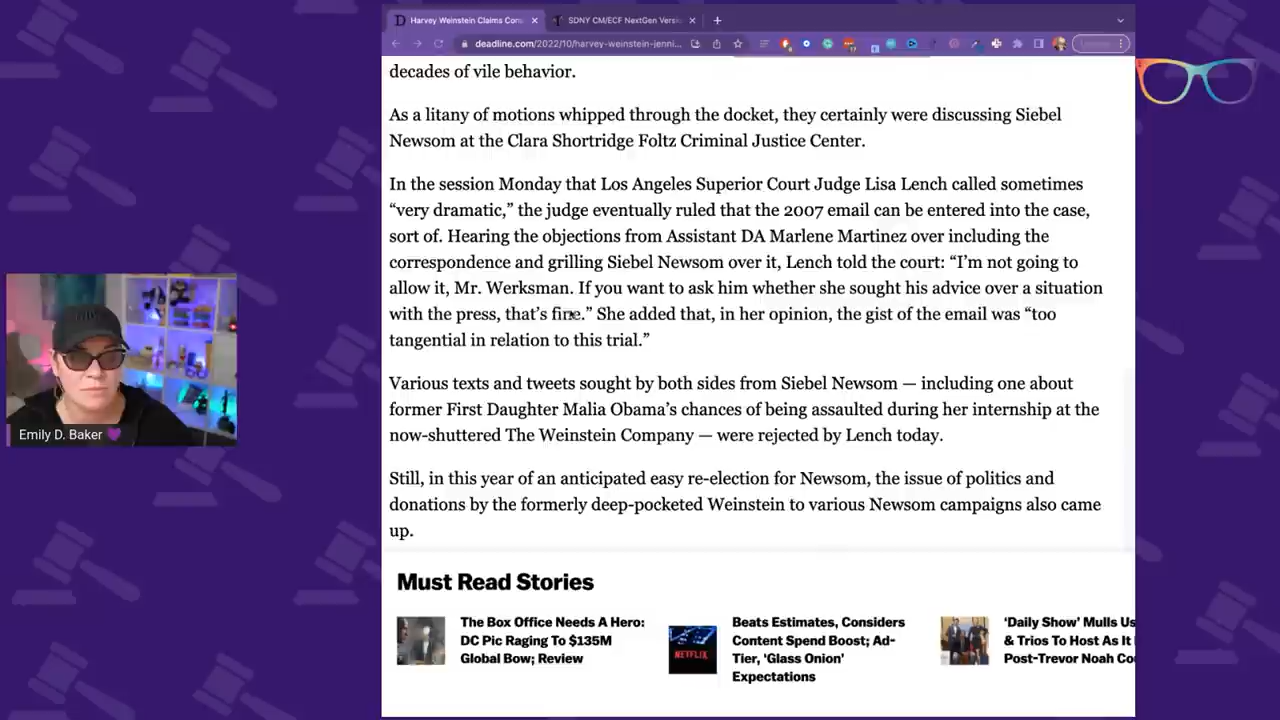 Harvey Weinstein Claims Cons
SDNY CM/ECF NextGen Versi
deadline.com/2022/10/harvey-weinstein-jenni...
decades of vile behavior.
As a litany of motions whipped through the docket, they certainly were discussing Siebel
Newsom at the Clara Shortridge Foltz Criminal Justice Center.
In the session Monday that Los Angeles Superior Court Judge Lisa Lench called sometimes
“very dramatic,” the judge eventually ruled that the 2007 email can be entered into the case,
sort of. Hearing the objections from Assistant DA Marlene Martinez over including the
correspondence and grilling Siebel Newsom over it, Lench told the court: “I’m not going to
allow it, Mr. Werksman. If you want to ask him whether she sought his advice over a situation
with the press, that’s fine.” She added that, in her opinion, the gist of the email was “too
tangential in relation to this trial.”
Various texts and tweets sought by both sides from Siebel Newsom — including one about
former First Daughter Malia Obama’s chances of being assaulted during her internship at the
now-shuttered The Weinstein Company — were rejected by Lench today.
Still, in this year of an anticipated easy re-election for Newsom, the issue of politics and
donations by the formerly deep-pocketed Weinstein to various Newsom campaigns also came
up.
Emily D. Baker
Must Read Stories
The Box Office Needs A Hero:
DC Pic Raging To $135M
Global Bow; Review
NETFLIX
Beats Estimates, Considers
Content Spend Boost; Ad-
Tier, ‘Glass Onion’
Expectations
‘Daily Show’ Mulls Us
& Trios To Host As It
Post-Trevor Noah Co